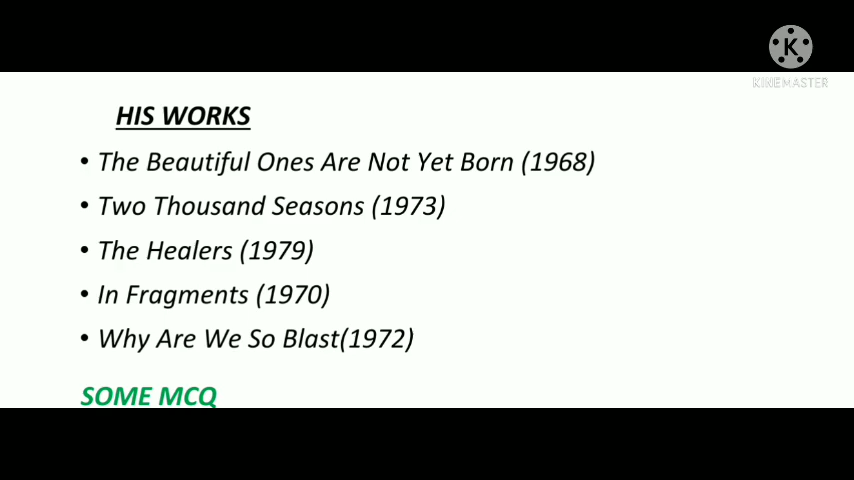 K
KINEMASTER
HIS WORKS
• The Beautiful Ones Are Not Yet Born (1968)
• Two Thousand Seasons (1973)
• The Healers (1979)
• In Fragments (1970)
• Why Are We So Blast(1972)
SOME MCQ